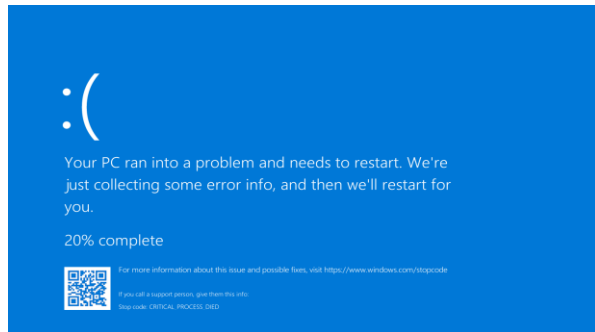 :(
Your PC ran into a problem and needs to restart. We're
just collecting some error info, and then we'll restart for
you.
20% complete
For more information about this issue and possible fixes, visit https://www.windows.com/stopcode
If you call a support person, give them this info:
Stop code: CRITICAL_PROCESS_DIED